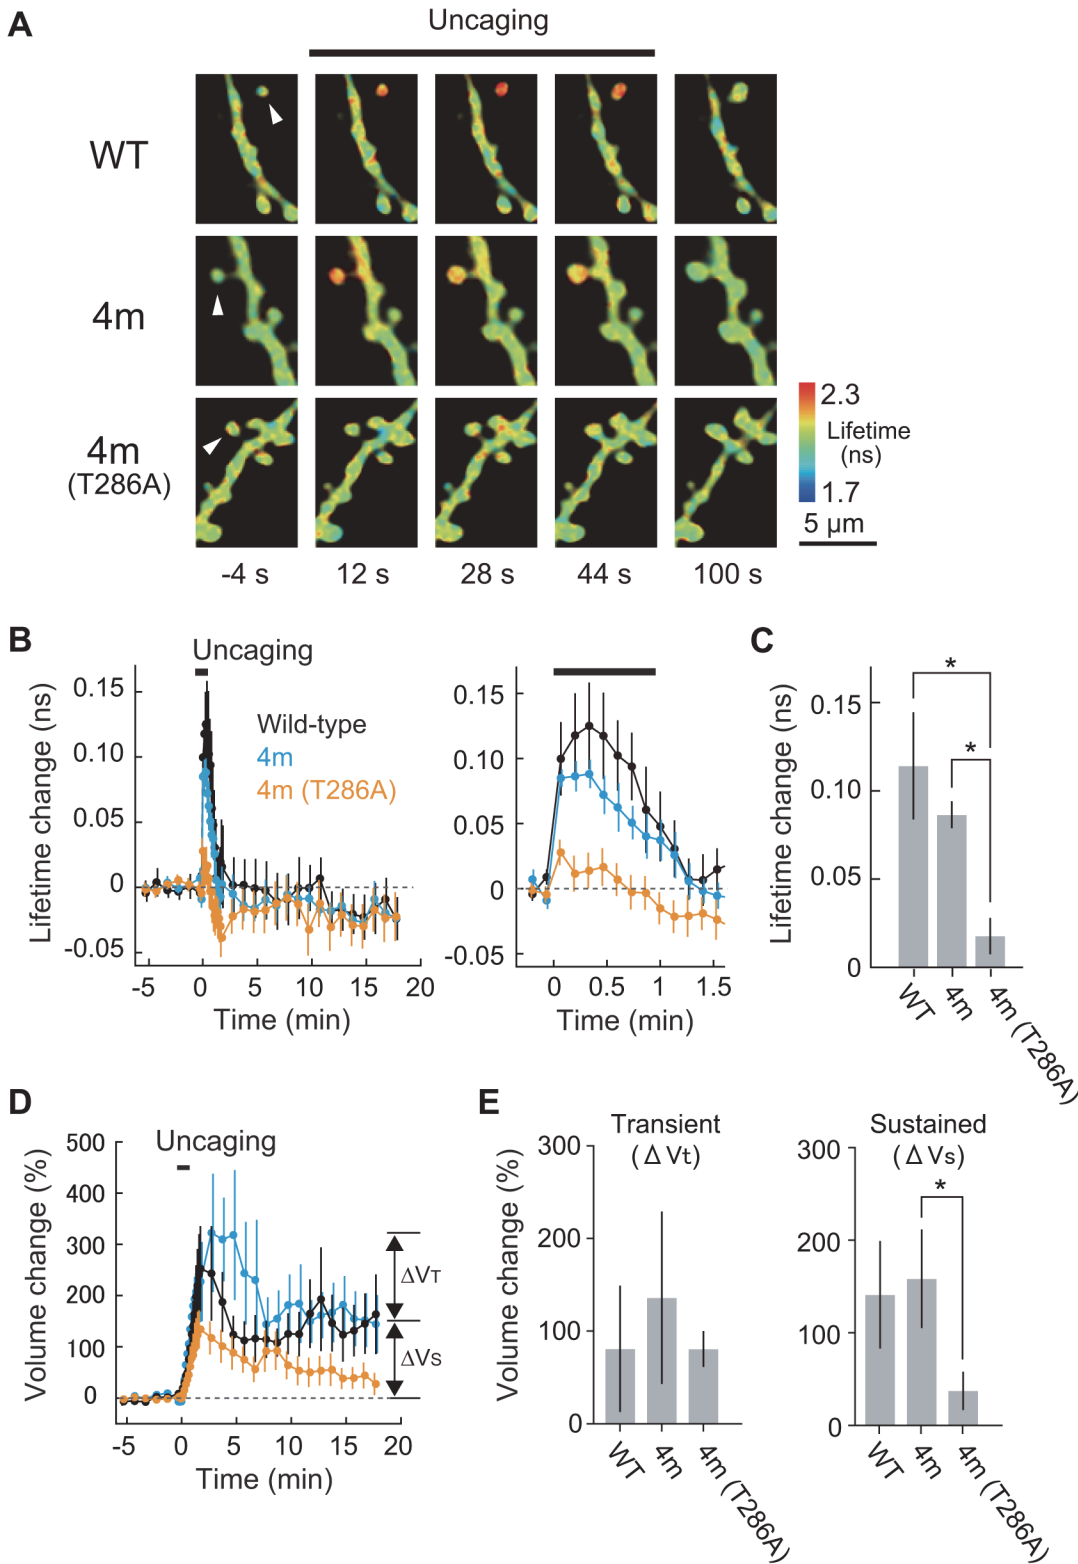 A
Uncaging
WT
4m
4m
(T286A)
2.3
Lifetime
(ns)
1.7
5 μm
-4 s 12 s 28 s 44 s 100 s
B
Uncaging
Lifetime change (ns)
0.15
0.10
0.05
0
-0.05
Wild-type
4m
4m (T286A)
-5 0 5 10 15 20
Time (min)
0.15
0.10
0.05
0
-0.05
0 0.5 1 1.5
Time (min)
C
Lifetime change (ns)
0.15
0.10
0.05
0
*
*
WT
4m
4m (T286A)
D
Uncaging
Volume change (%)
500
400
300
200
100
0
ΔVT
ΔVS
-5 0 5 10 15 20
Time (min)
E
Transient
(ΔVt)
Volume change (%)
300
200
100
0
WT
4m
4m (T286A)
Sustained
(ΔVs)
300
200
100
0
*
WT
4m
4m (T286A)